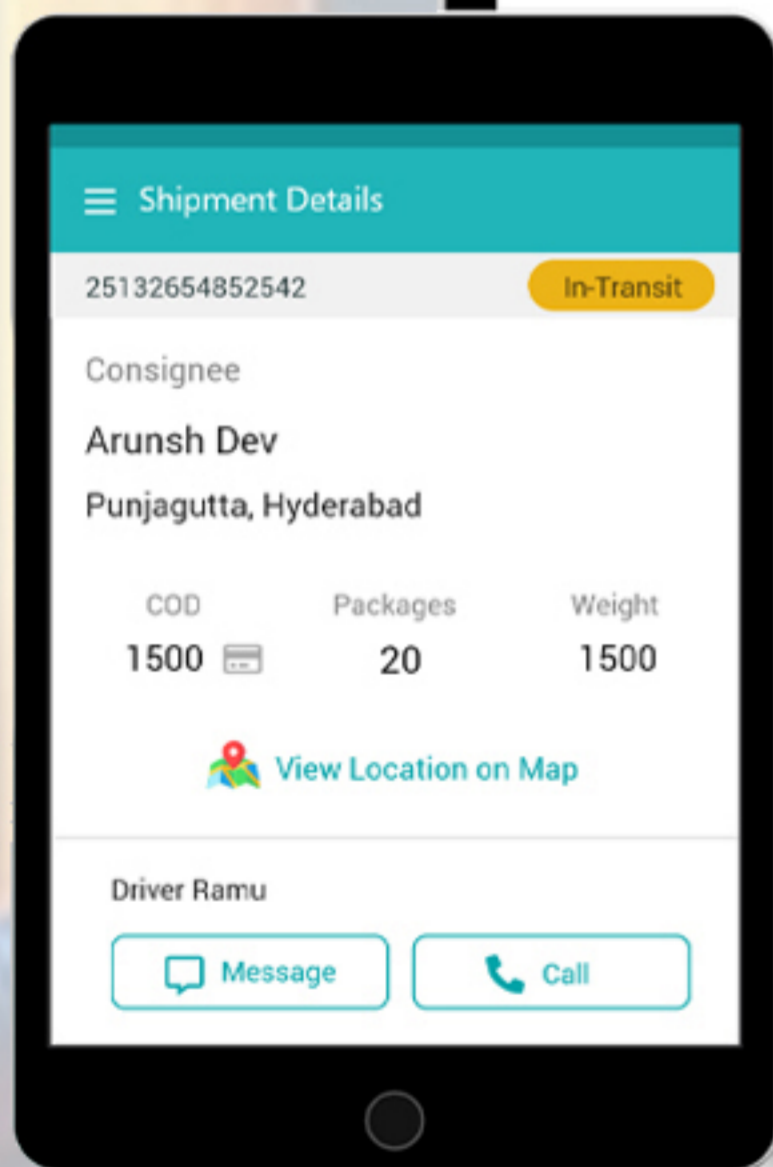 Shipment Details
25132654852542 In-Transit
Consignee
Arunsh Dev
Punjagutta, Hyderabad
COD Packages Weight
1500 20 1500
View Location on Map
Driver Ramu
Message Call